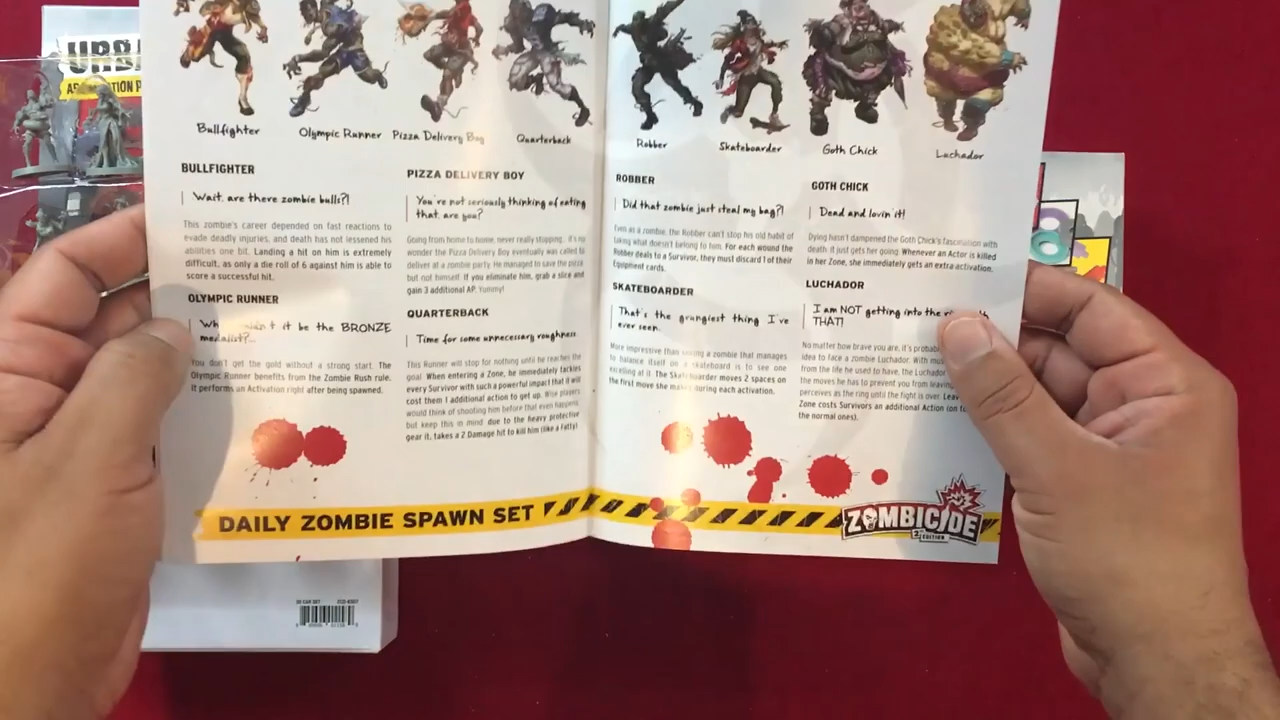 URBA
Bullfighter
Olympic Runner
Pizza Delivery Boy
Quarterback
Robber
Skateboarder
Goth Chick
Luchador
BULLFIGHTER
Wait, are there zombie bulls?!
This zombie's career depended on fast reactions to
evade deadly injuries, and death has not lessened his
abilities one bit. Landing a hit on him is extremely
difficult, as only a die roll of 6 against him is able to
score a successful hit.
OLYMPIC RUNNER
it be the BRONZE
medalist?...
You don't get the gold without a strong start. The
Olympic Runner benefits from the Zombie Rush rule.
It performs an Activation right after being spawned.
PIZZA DELIVERY BOY
You're not seriously thinking of eating
that, are you?
Going from home to home, never really stopping... it's no
wonder the Pizza Delivery Boy eventually was called to
deliver at a zombie party. He managed to save the pizza
but not himself. If you eliminate him, grab a slice and
gain 3 additional AP. Yummy!
QUARTERBACK
Time for some unnecessary roughness.
This Runner will stop for nothing until he reaches the
goal. When entering a Zone, he immediately tackles
every Survivor with such a powerful impact that it will
cost them 1 additional action to get up. Wise players
would think of shooting him before that even happens,
but keep this in mind: due to the heavy protective
gear it, takes a 2 Damage hit to kill him (like a Fatty).
ROBBER
Did that zombie just steal my bag?!
Even as a zombie, the Robber can't stop his old habit of
taking what doesn't belong to him. For each wound the
Robber deals to a Survivor, they must discard 1 of their
Equipment cards.
SKATEBOARDER
That's the grungiest thing I've
ever seen.
More impressive than seeing a zombie that manages
to balance itself on a skateboard is to see one
excelling at it. The Skateboarder moves 2 spaces on
the first move she makes during each activation.
GOTH CHICK
Dead and lovin' it!
Dying hasn't dampened the Goth Chick's fascination with
death, it just gets her going. Whenever an Actor is killed
in her Zone, she immediately gets an extra activation.
LUCHADOR
I am NOT getting into the
THAT!
No matter how brave you are, it's
idea to face a zombie Luchador. With
from the life he used to have, the Luchador
the moves he has to prevent you from
perceives as the ring until the fight is over.
Zone costs Survivors an additional Action (on
the normal ones).
DAILY ZOMBIE SPAWN SET
ZOMBICIDE
2nd EDITION